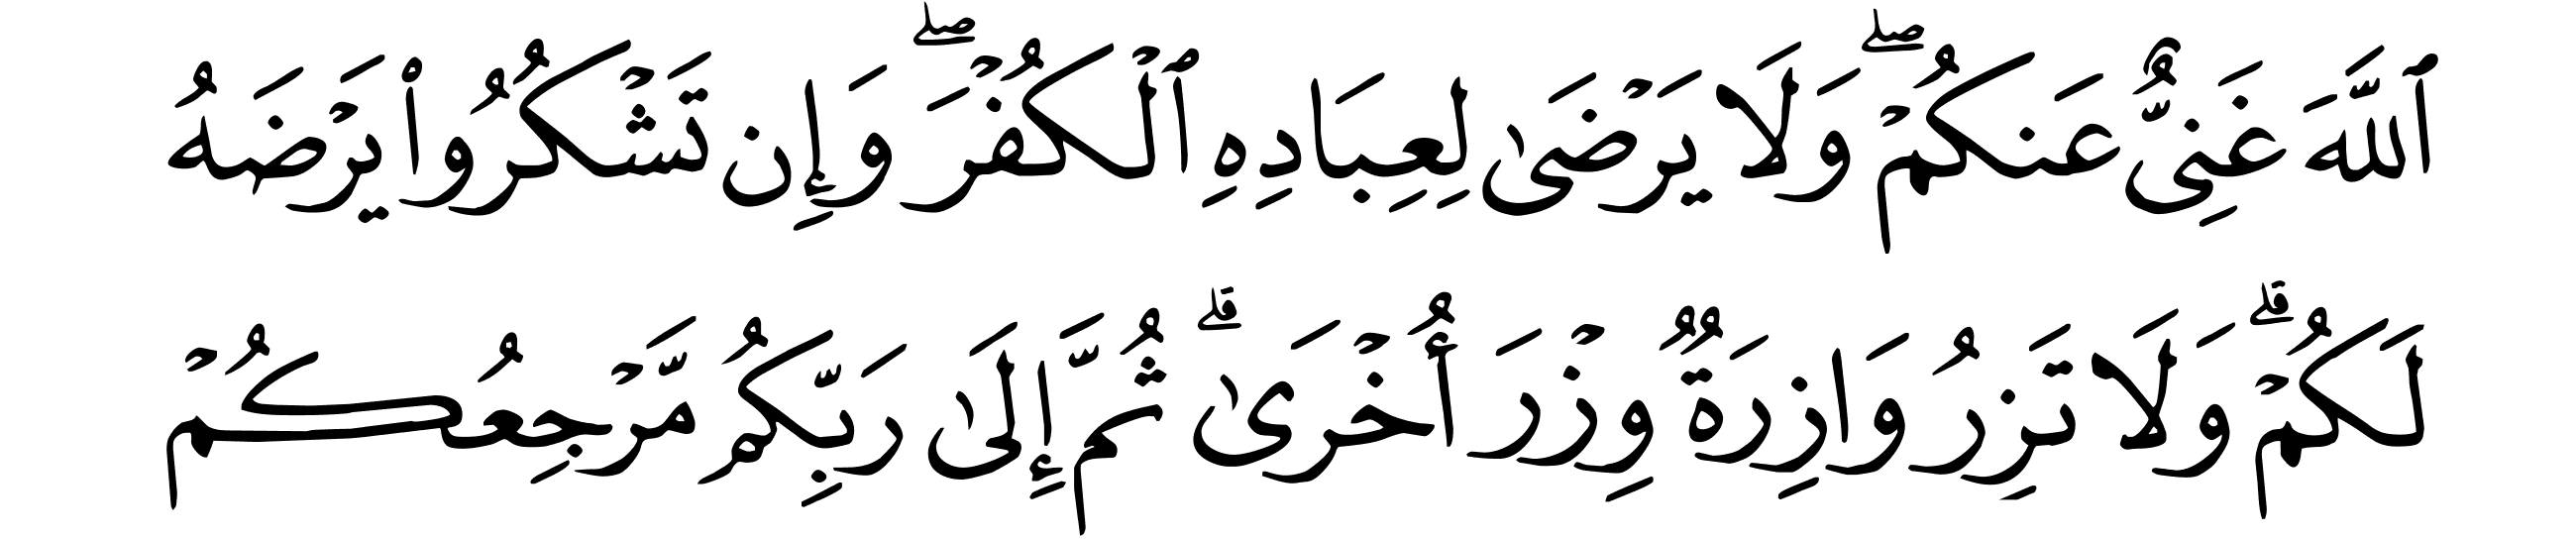 ٱللَّهَ غَنِىٌّ عَنكُمْ ۖ وَلَا يَرْضَىٰ لِعِبَادِهِ ٱلْكُفْرَ ۖ وَإِن تَشْكُرُوا۟ يَرْضَهُ
لَكُمْ ۗ وَلَا تَزِرُ وَازِرَةٌ وِزْرَ أُخْرَىٰ ۗ ثُمَّ إِلَىٰ رَبِّكُم مَّرْجِعُكُمْ